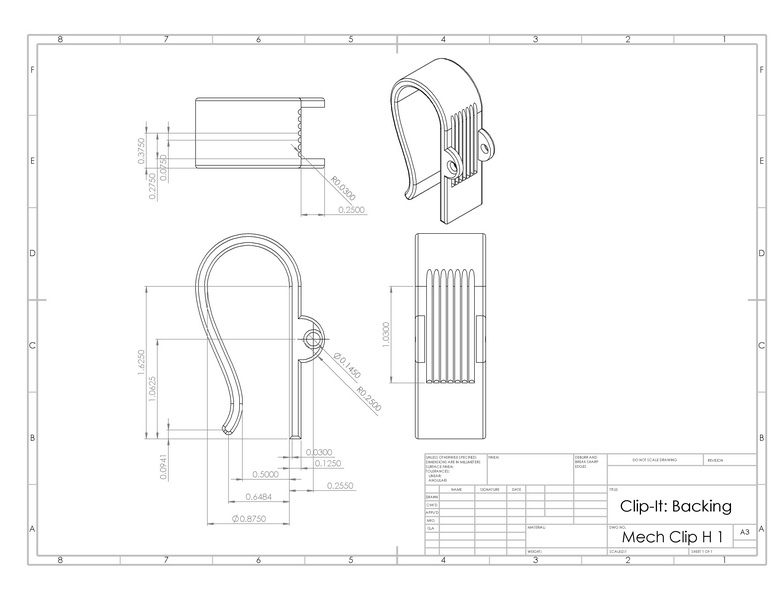 8 7 6 5 4 3 2 1
F F
E E
D D
C C
B B
A A
0.3750
0.2750
0.0750
R0.0300
0.2500
1.6250
1.0625
0.0941
Ø0.1450
R0.2500
1.0300
0.0300
0.1250
0.2550
0.5000
0.6484
Ø0.8750
UNLESS OTHERWISE SPECIFIED:
DIMENSIONS ARE IN MILLIMETERS
SURFACE FINISH:
TOLERANCES:
LINEAR:
ANGULAR:
FINISH:
DEBURR AND
BREAK SHARP
EDGES
DO NOT SCALE DRAWING
REVISION
NAME SIGNATURE DATE
DRAWN
CHK'D
APPV'D
MFG
Q.A
TITLE:
Clip-It: Backing
MATERIAL:
DWG NO.
Mech Clip H 1
A3
WEIGHT:
SHEET 1 OF 1
8 7 6 5 4 3 2 1